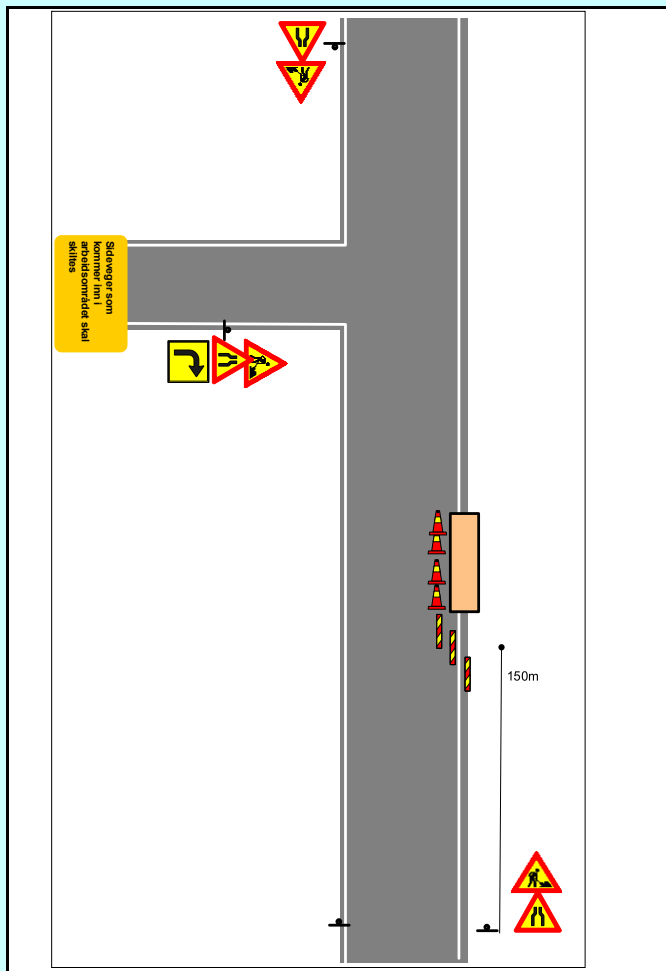 Sideveger som
kommer inn i
arbeidsområdet skal
skiltes
150m